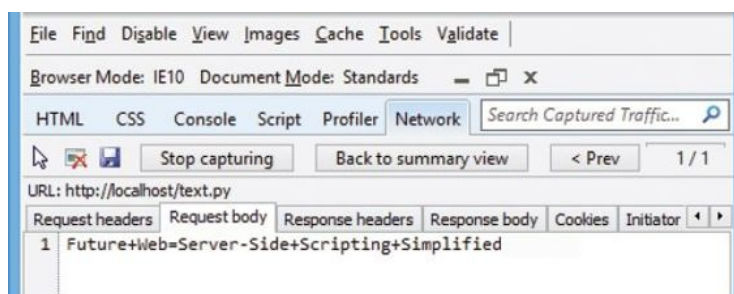 File Find Disable View Images Cache Tools Validate
Browser Mode: IE10 Document Mode: Standards
HTML CSS Console Script Profiler Network Search Captured Traffic...
Stop capturing Back to summary view < Prev 1 / 1
URL: http://localhost/text.py
Request headers Request body Response headers Response body Cookies Initiator
1 Future+Web=Server-Side+Scripting+Simplified